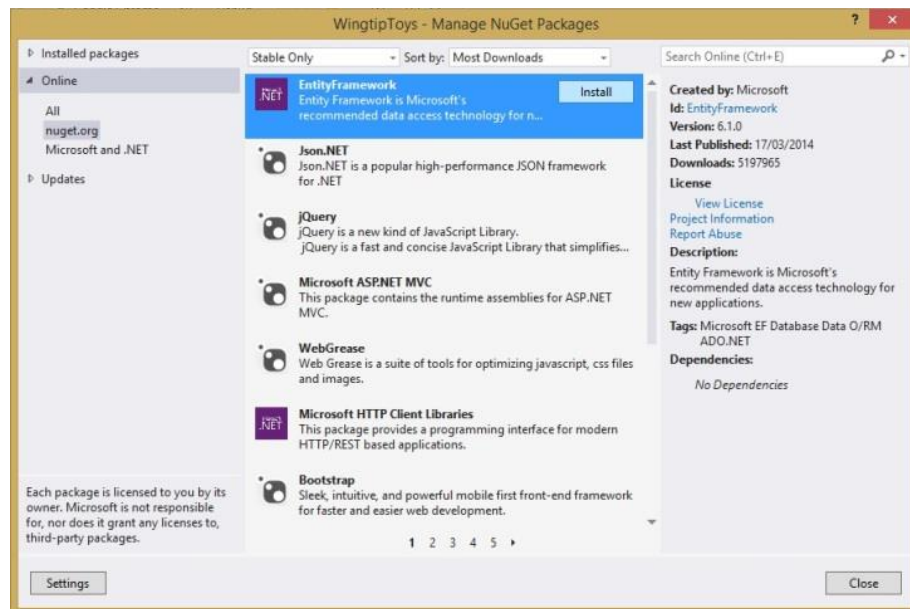 WingtipToys - Manage NuGet Packages
? ×
Installed packages
Online
All
nuget.org
Microsoft and .NET
Updates
Each package is licensed to you by its
owner. Microsoft is not responsible
for, nor does it grant any licenses to,
third-party packages.
Settings
Stable Only
Sort by: Most Downloads
EntityFramework
Entity Framework is Microsoft's
recommended data access technology for n...
Install
Json.NET
Json.NET is a popular high-performance JSON framework
for .NET
jQuery
jQuery is a new kind of JavaScript Library.
jQuery is a fast and concise JavaScript Library that simplifies...
Microsoft ASP.NET MVC
This package contains the runtime assemblies for ASP.NET
MVC.
WebGrease
Web Grease is a suite of tools for optimizing javascript, css files
and images.
.NET
Microsoft HTTP Client Libraries
This package provides a programming interface for modern
HTTP/REST based applications.
Bootstrap
Sleek, intuitive, and powerful mobile first front-end framework
for faster and easier web development.
1 2 3 4 5
Search Online (Ctrl+E)
Created by: Microsoft
Id: EntityFramework
Version: 6.1.0
Last Published: 17/03/2014
Downloads: 5197965
License
View License
Project Information
Report Abuse
Description:
Entity Framework is Microsoft's
recommended data access technology for
new applications.
Tags: Microsoft EF Database Data O/RM
ADO.NET
Dependencies:
No Dependencies
Close